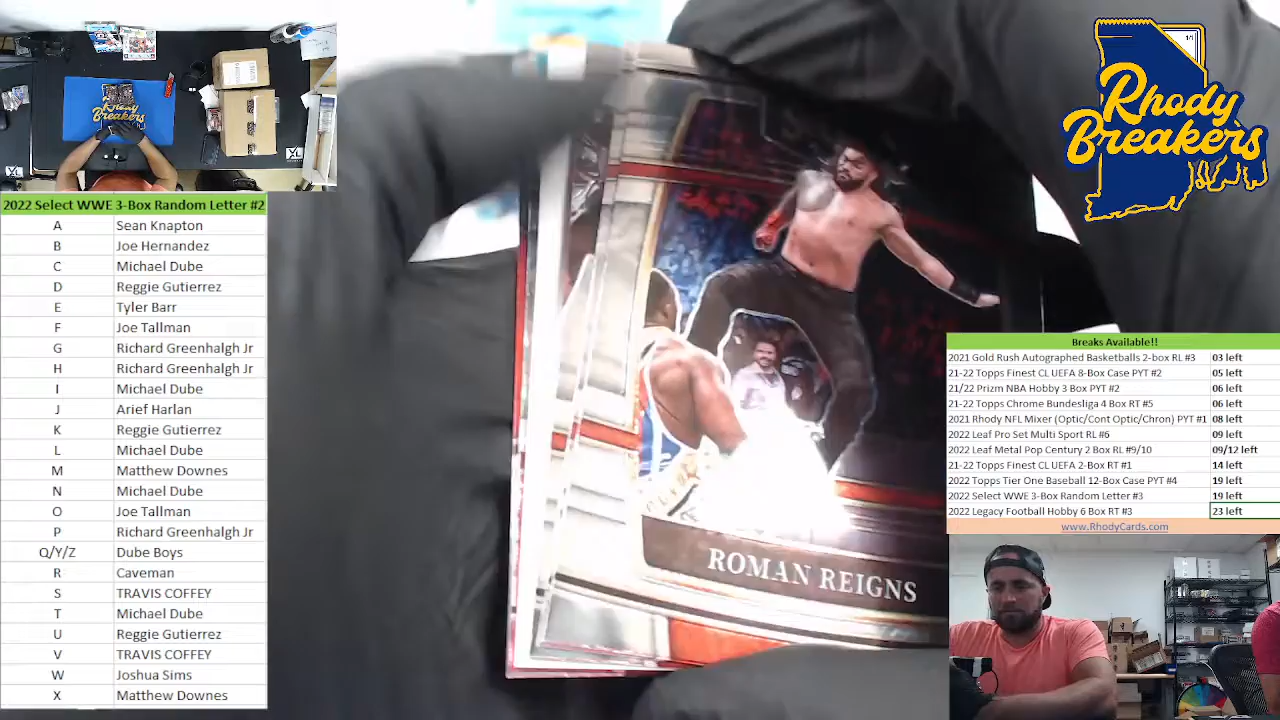 2022 Select WWE 3-Box Random Letter #2
A Sean Knapton
B Joe Hernandez
C Michael Dube
D Reggie Gutierrez
E Tyler Barr
F Joe Tallman
G Richard Greenhalgh Jr
H Richard Greenhalgh Jr
I Michael Dube
J Arief Harlan
K Reggie Gutierrez
L Michael Dube
M Matthew Downes
N Michael Dube
O Joe Tallman
P Richard Greenhalgh Jr
Q/Y/Z Dube Boys
R Caveman
S TRAVIS COFFEY
T Michael Dube
U Reggie Gutierrez
V TRAVIS COFFEY
W Joshua Sims
X Matthew Downes
Rhody
Breakers
ROMAN REIGNS
Rhody
Breakers
Breaks Available!!
2021 Gold Rush Autographed Basketballs 2-box RL #3 03 left
21-22 Topps Finest CL UEFA 8-Box Case PYT #2 05 left
21/22 Prizm NBA Hobby 3 Box PYT #2 06 left
21-22 Topps Chrome Bundesliga 4 Box RT #5 06 left
2021 Rhody NFL Mixer (Optic/Cont Optic/Chron) PYT #1 08 left
2022 Leaf Pro Set Multi Sport RL #6 09 left
2022 Leaf Metal Pop Century 2 Box RL #9/10 09/12 left
21-22 Topps Finest CL UEFA 2-Box RT #1 14 left
2022 Topps Tier One Baseball 12-Box Case PYT #4 19 left
2022 Select WWE 3-Box Random Letter #3 19 left
2022 Legacy Football Hobby 6 Box RT #3 23 left
www.RhodyCards.com